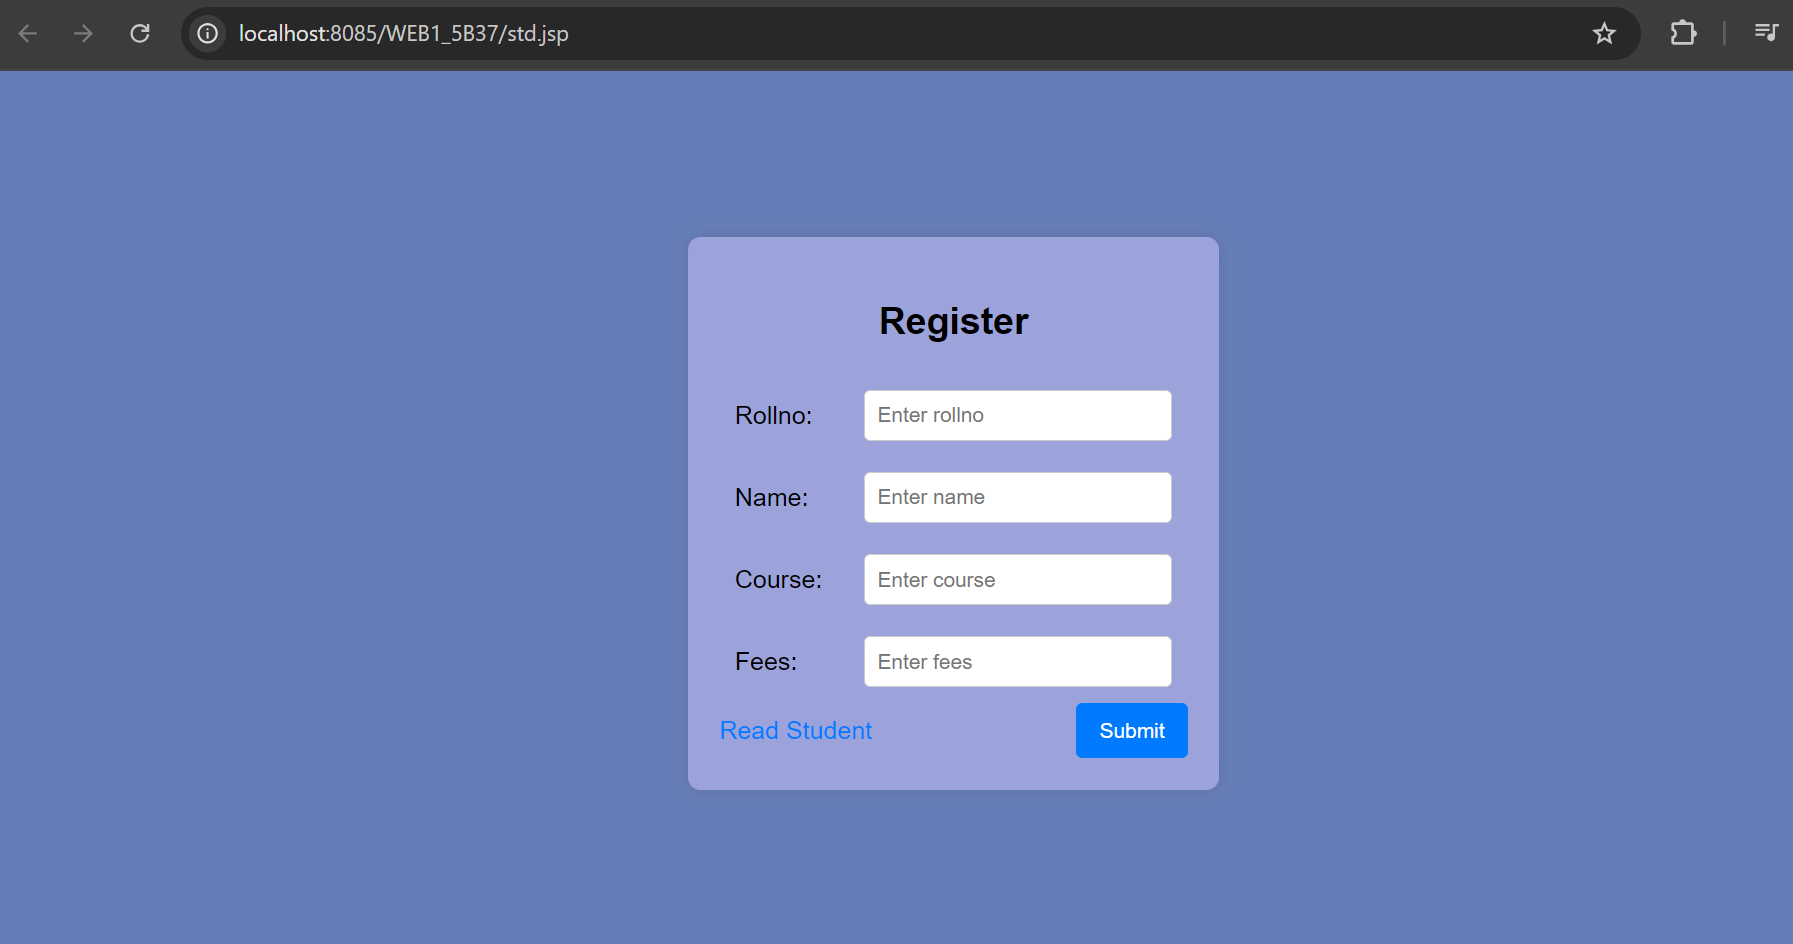 localhost:8085/WEB1_5B37/std.jsp
Register
Rollno: Enter rollno
Name: Enter name
Course: Enter course
Fees: Enter fees
Read Student Submit